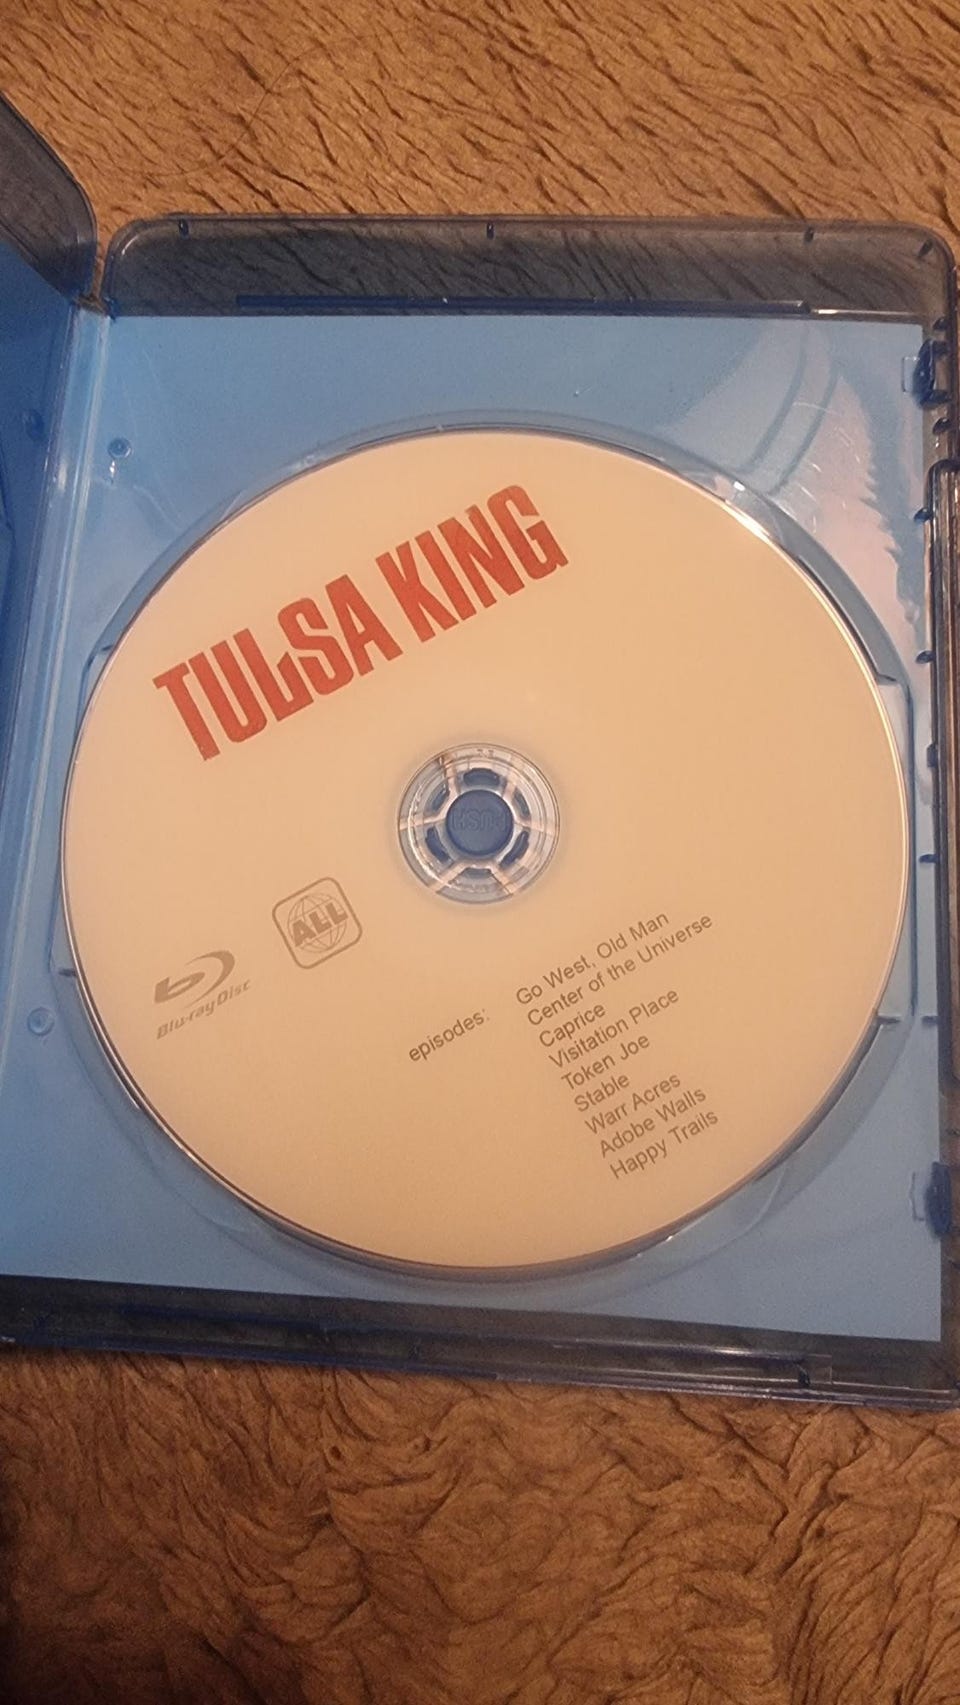 TULSA KING
PUSH
ALL
Blu-ray Disc
episodes:
Go West, Old Man
Center of the Universe
Caprice
Visitation Place
Token Joe
Stable
Warr Acres
Adobe Walls
Happy Trails